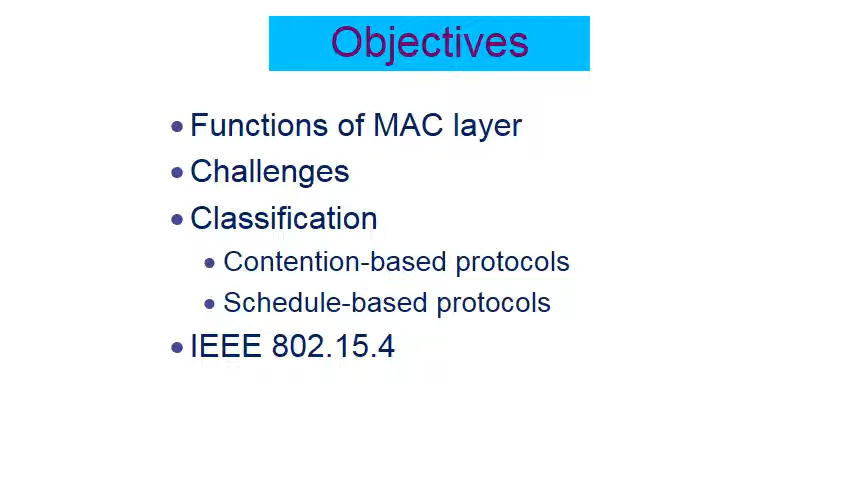 Objectives
• Functions of MAC layer
• Challenges
• Classification
• Contention-based protocols
• Schedule-based protocols
• IEEE 802.15.4